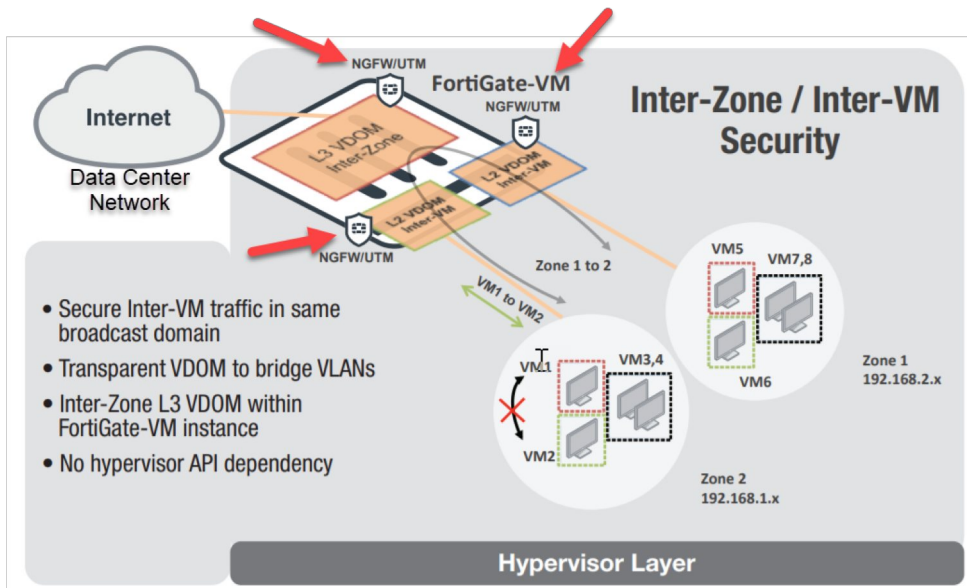 NGFW/UTM
FortiGate-VM
NGFW/UTM
Inter-Zone / Inter-VM
Security
Internet
Data Center
Network
L3 VDOM
Inter-Zone
L2 VDOM
Inter-VM
L2 VDOM
Inter-VM
NGFW/UTM
Zone 1 to 2
VM1 to VM2
VM5
VM7,8
VM6
Zone 1
192.168.2.x
VM1
VM3,4
VM2
Zone 2
192.168.1.x
• Secure Inter-VM traffic in same
broadcast domain
• Transparent VDOM to bridge VLANs
• Inter-Zone L3 VDOM within
FortiGate-VM instance
• No hypervisor API dependency
Hypervisor Layer